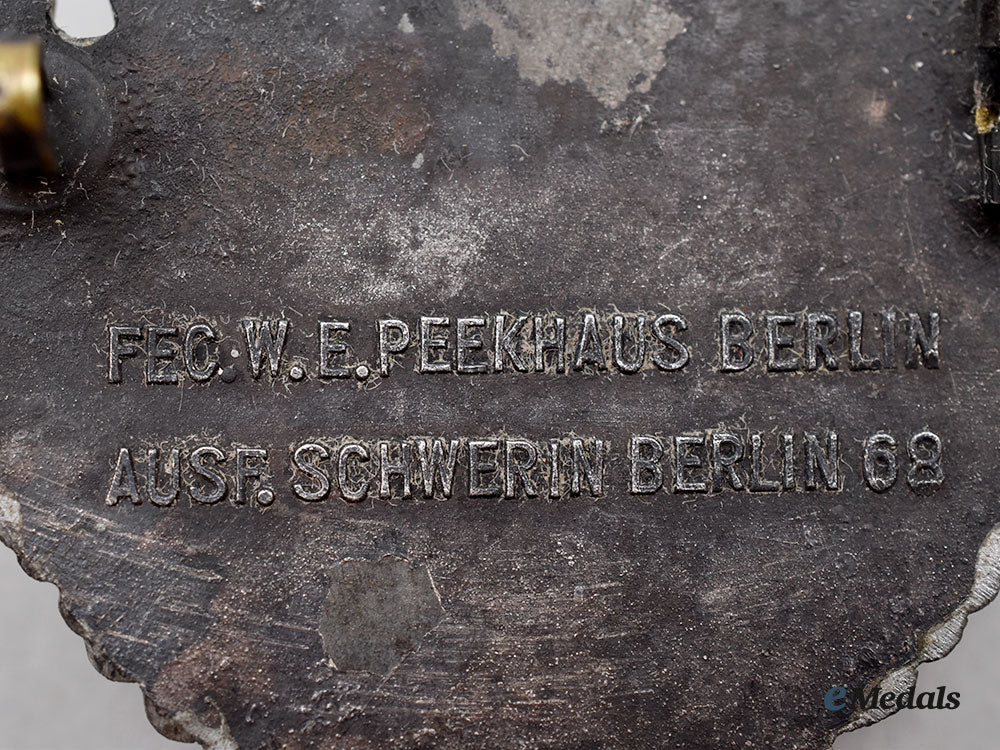 FEC. W. E. PEEKHAUS BERLIN
AUSF. SCHWERIN BERLIN 68
eMedals